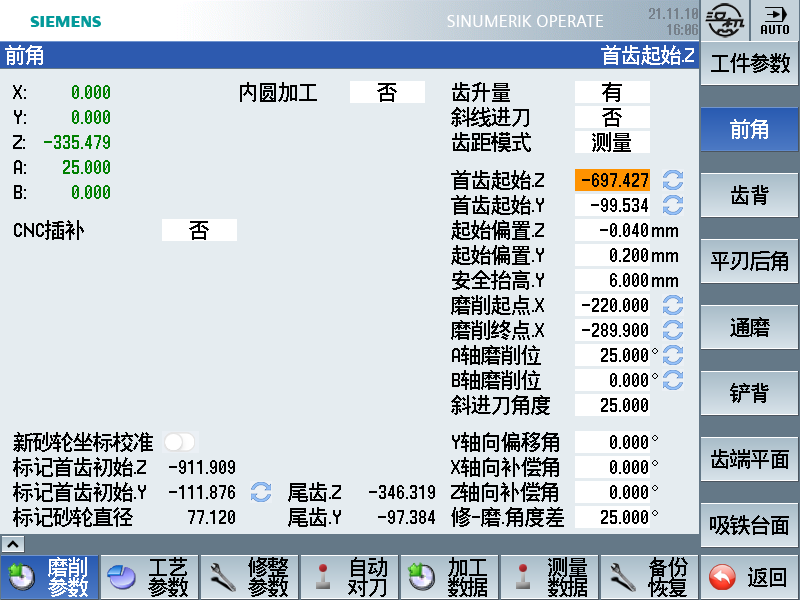 SIEMENS
SINUMERIK OPERATE
21.11.10
16:06
AUTO
前角
首齿起始.Z
X: 0.000
Y: 0.000
Z: -335.479
A: 25.000
B: 0.000
CNC插补 否
内圆加工 否
齿升量 有
斜线进刀 否
齿距模式 测量
首齿起始.Z -697.427
首齿起始.Y -99.534
起始偏置.Z -0.040 mm
起始偏置.Y 0.200 mm
安全抬高.Y 6.000 mm
磨削起点.X -220.000
磨削终点.X -289.900
A轴磨削位 25.000 °
B轴磨削位 0.000 °
斜进刀角度 25.000
Y轴向偏移角 0.000 °
X轴向补偿角 0.000 °
Z轴向补偿角 0.000 °
修-磨.角度差 25.000 °
新砂轮坐标校准
标记首齿初始.Z -911.909
标记首齿初始.Y -111.876
标记砂轮直径 77.120
尾齿.Z -346.319
尾齿.Y -97.384
工件参数
前角
齿背
平刃后角
通磨
铲背
齿端平面
吸铁台面
返回
磨削
参数
工艺
参数
修整
参数
自动
对刀
加工
数据
测量
数据
备份
恢复